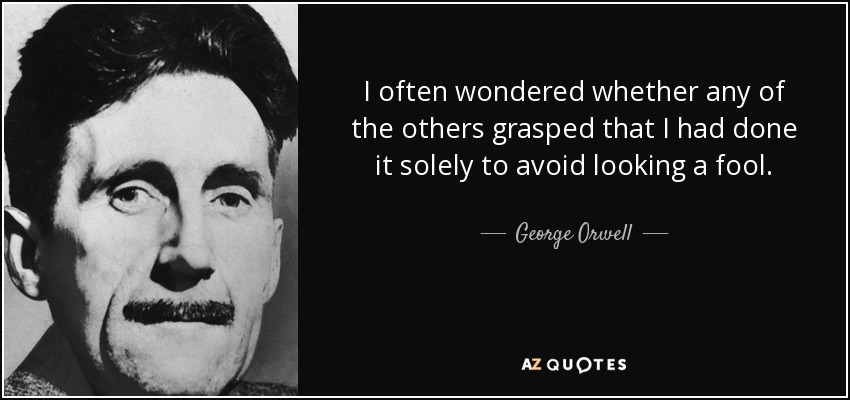 I often wondered whether any of
the others grasped that I had done
it solely to avoid looking a fool.
George Orwell
AZ QUOTES